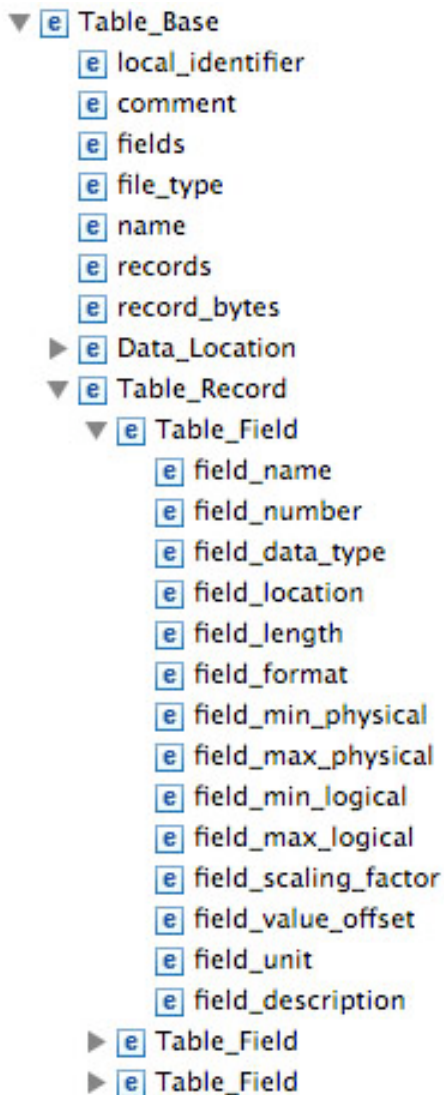 e Table_Base
e local_identifier
e comment
e fields
e file_type
e name
e records
e record_bytes
e Data_Location
e Table_Record
e Table_Field
e field_name
e field_number
e field_data_type
e field_location
e field_length
e field_format
e field_min_physical
e field_max_physical
e field_min_logical
e field_max_logical
e field_scaling_factor
e field_value_offset
e field_unit
e field_description
e Table_Field
e Table_Field